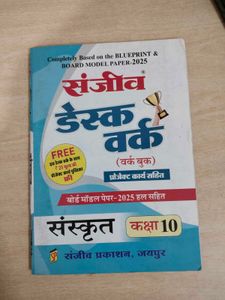 Completely Based on the BLUEPRINT &
BOARD MODEL PAPER-2025
संजीव®
डेस्क
वर्क
(वर्क बुक)
प्रोजेक्ट कार्य सहित
FREE
बोर्ड मॉडल पेपर-2025 हल सहित
संस्कृत कक्षा 10
संजीव प्रकाशन, जयपुर